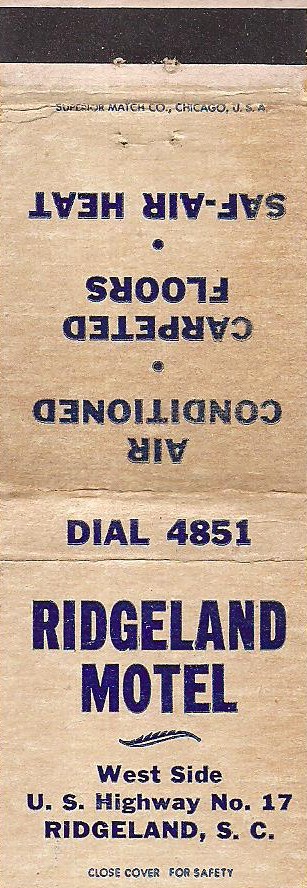 SUPERIOR MATCH CO., CHICAGO, U. S. A.
AIR
CONDITIONED
•
CARPETED
FLOORS
•
SAF-AIR HEAT
DIAL 4851
RIDGELAND
MOTEL
West Side
U. S. Highway No. 17
RIDGELAND, S. C.
CLOSE COVER FOR SAFETY